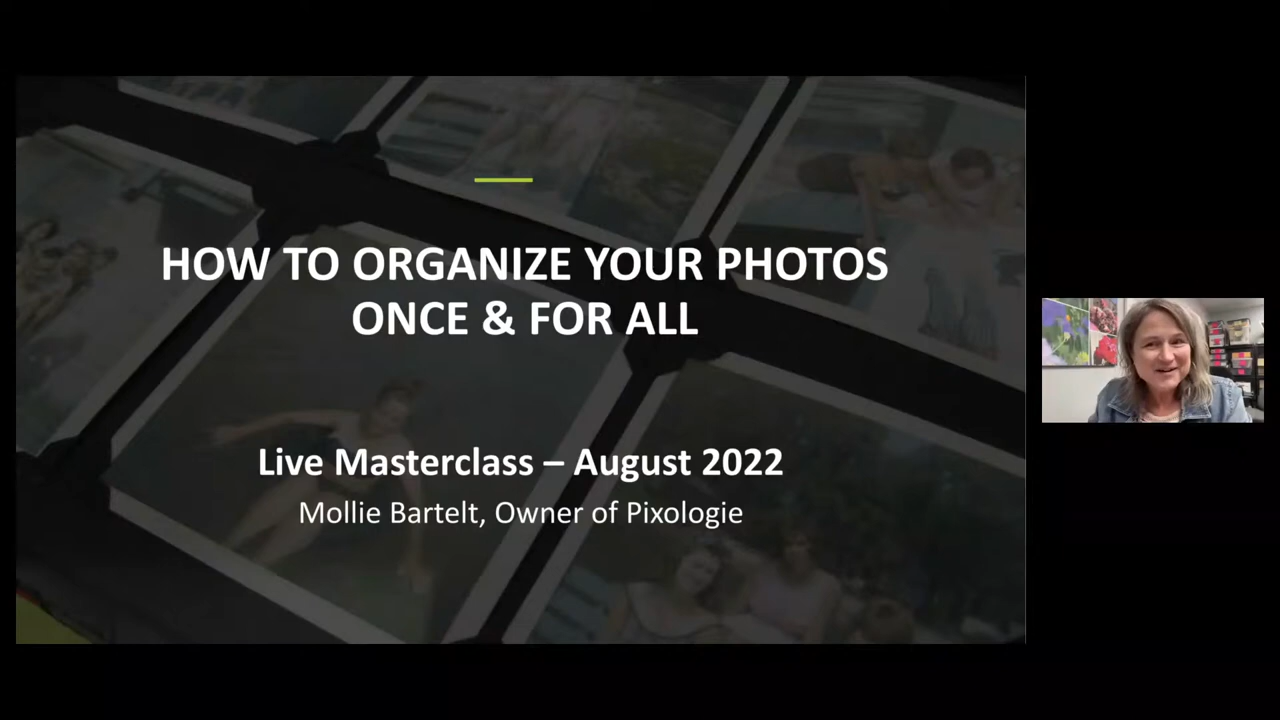 HOW TO ORGANIZE YOUR PHOTOS
ONCE & FOR ALL
Live Masterclass – August 2022
Mollie Bartelt, Owner of Pixologie